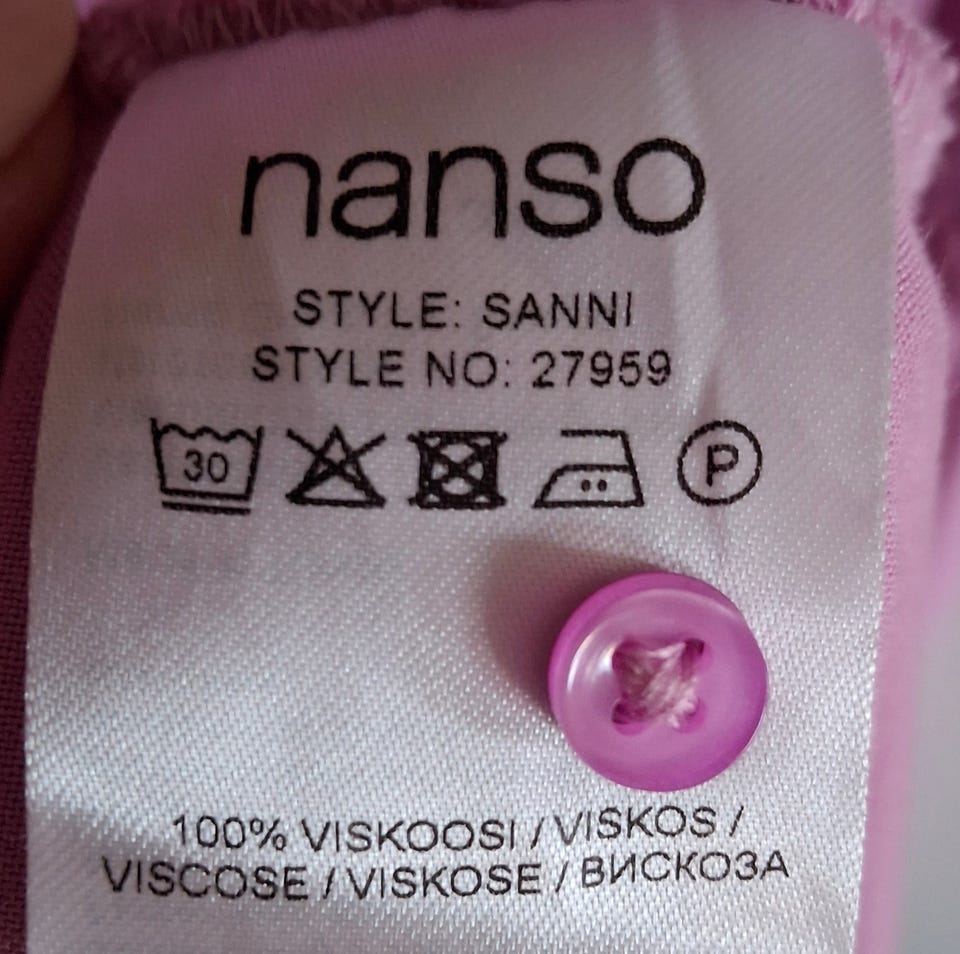 nanso
STYLE: SANNI
STYLE NO: 27959
30 P
100% VISKOOSI / VISKOS /
VISCOSE / VISKOSE / ВИСКОЗА